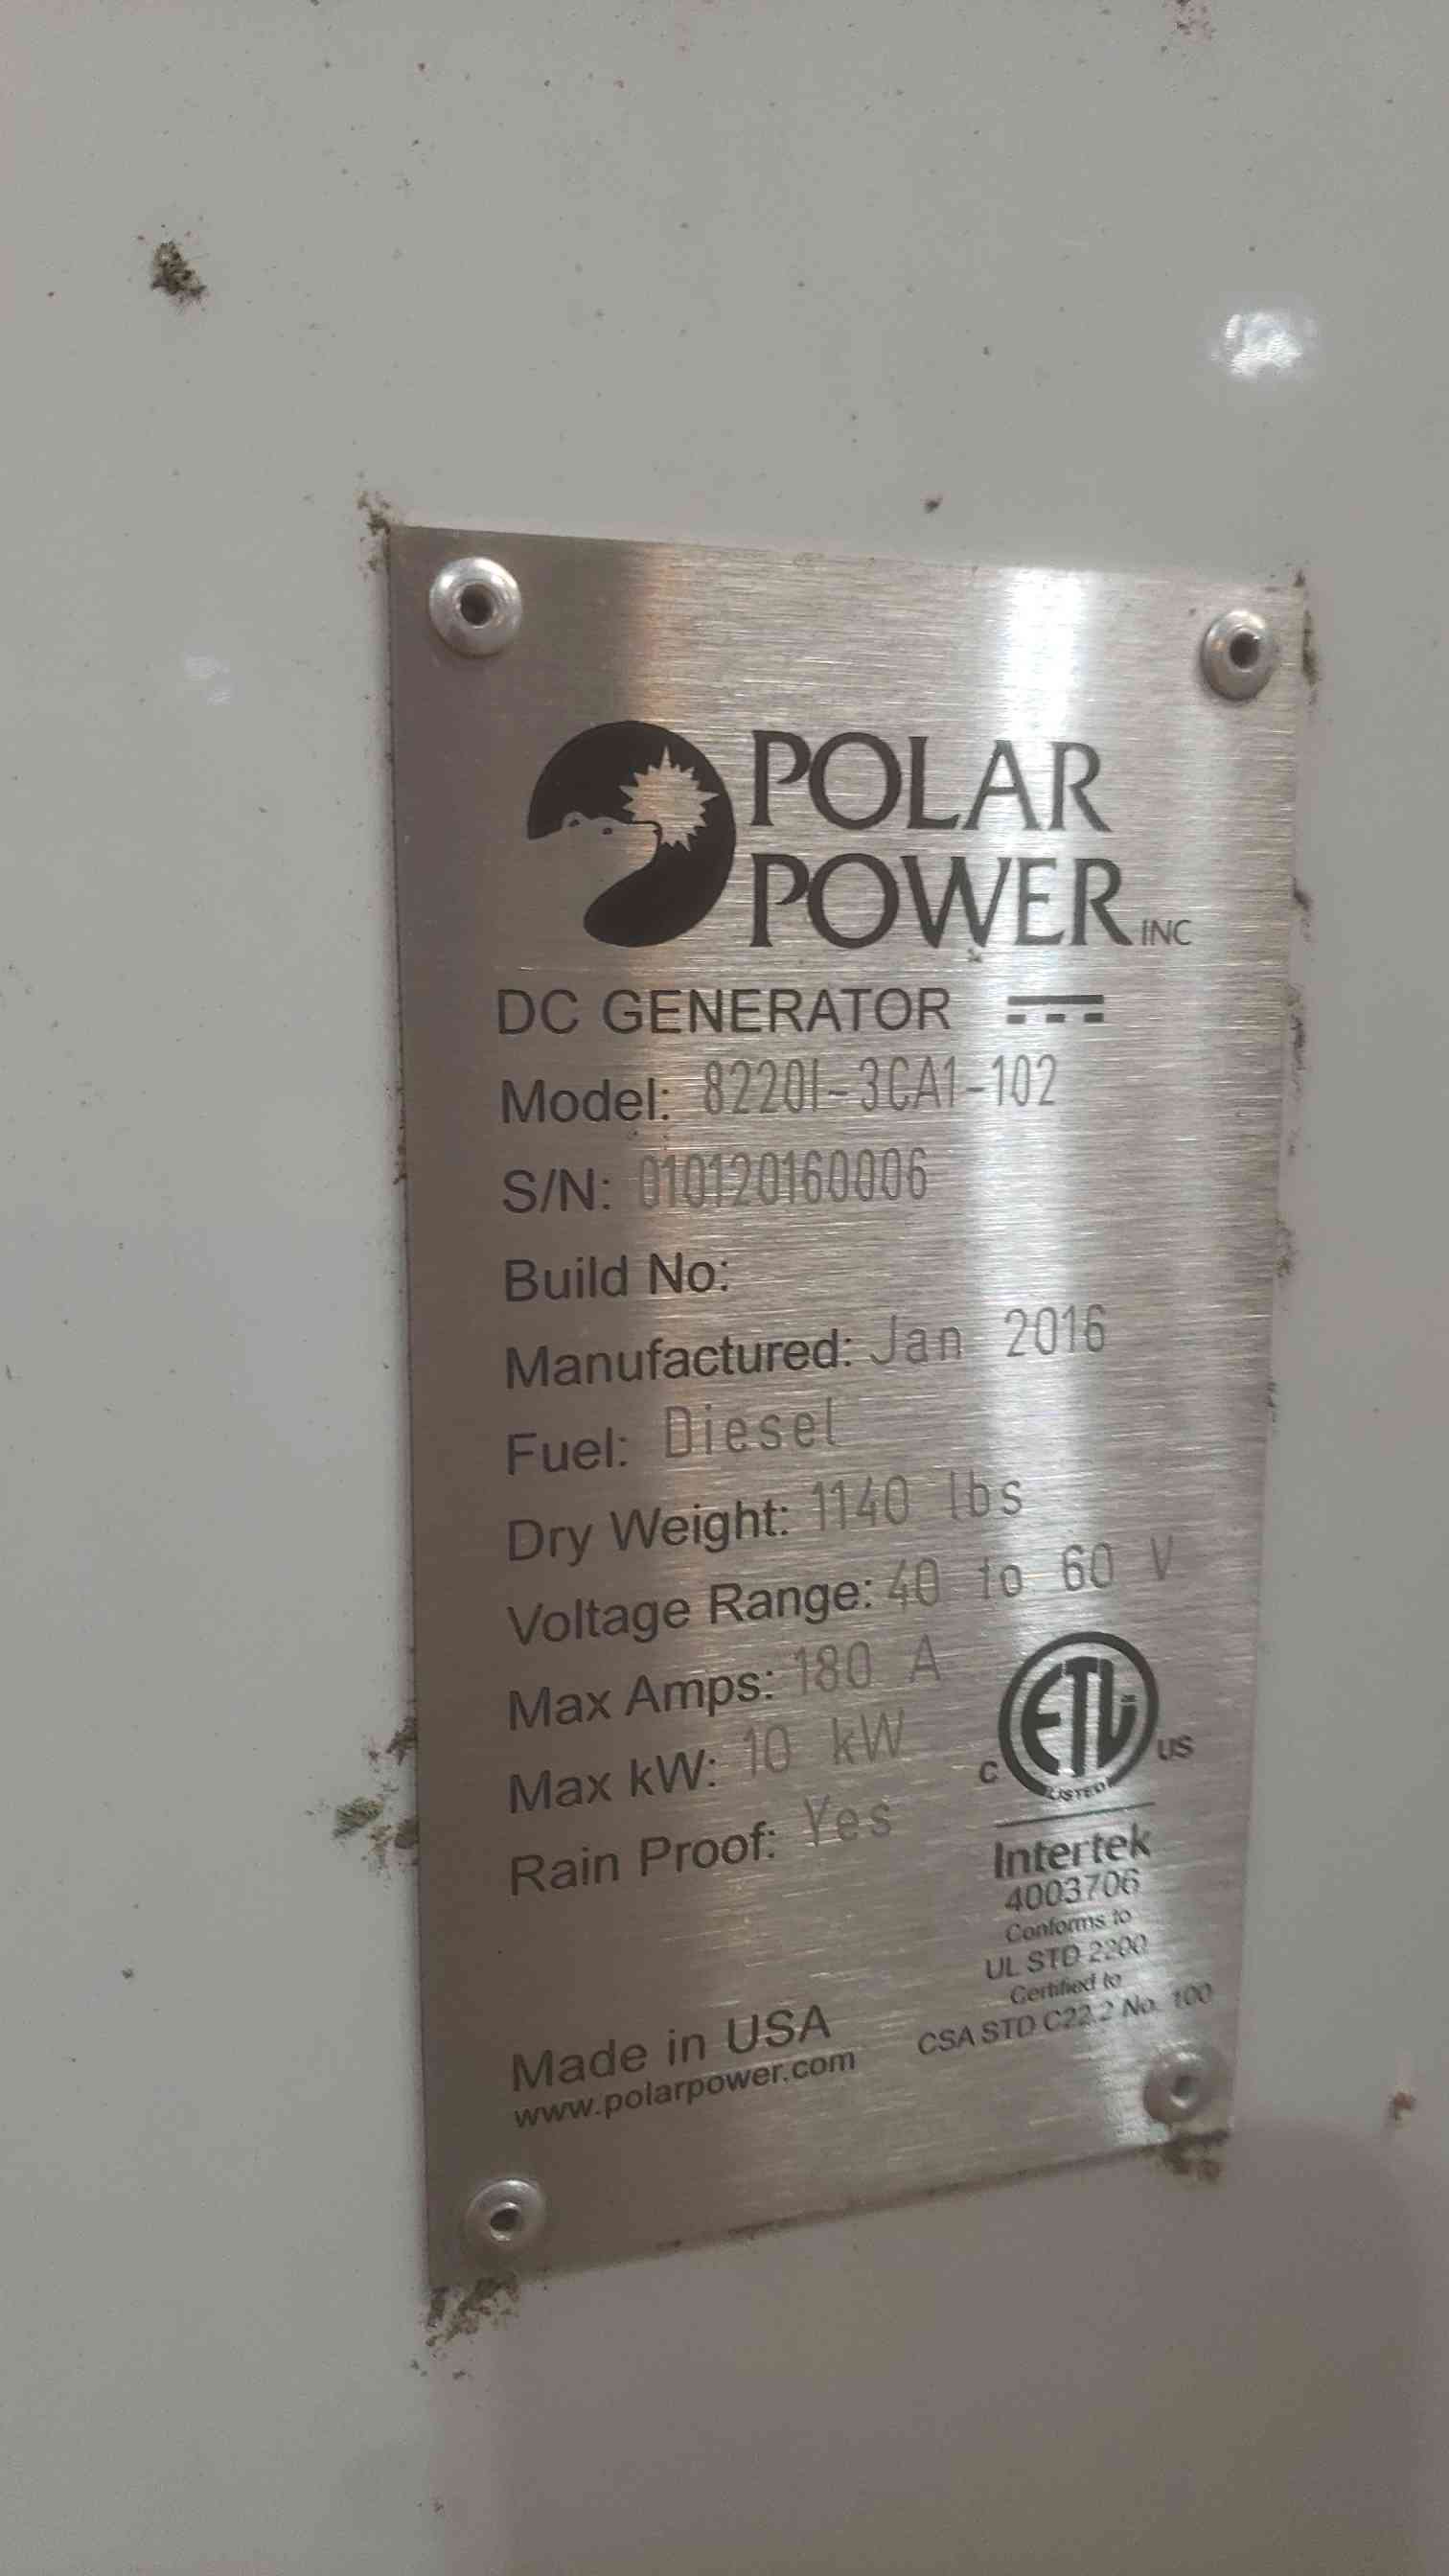 POLAR
POWER INC
DC GENERATOR
Model: 8220I-3CA1-102
S/N: 010120160006
Build No:
Manufactured: Jan 2016
Fuel: Diesel
Dry Weight: 1140 lbs
Voltage Range: 40 to 60 V
Max Amps: 180 A
Max kW: 10 kW
Rain Proof: Yes
C ETL US
LISTED
Intertek
4003706
Conforms to
UL STD 2200
Certified to
CSA STD C22.2 No. 100
Made in USA
www.polarpower.com